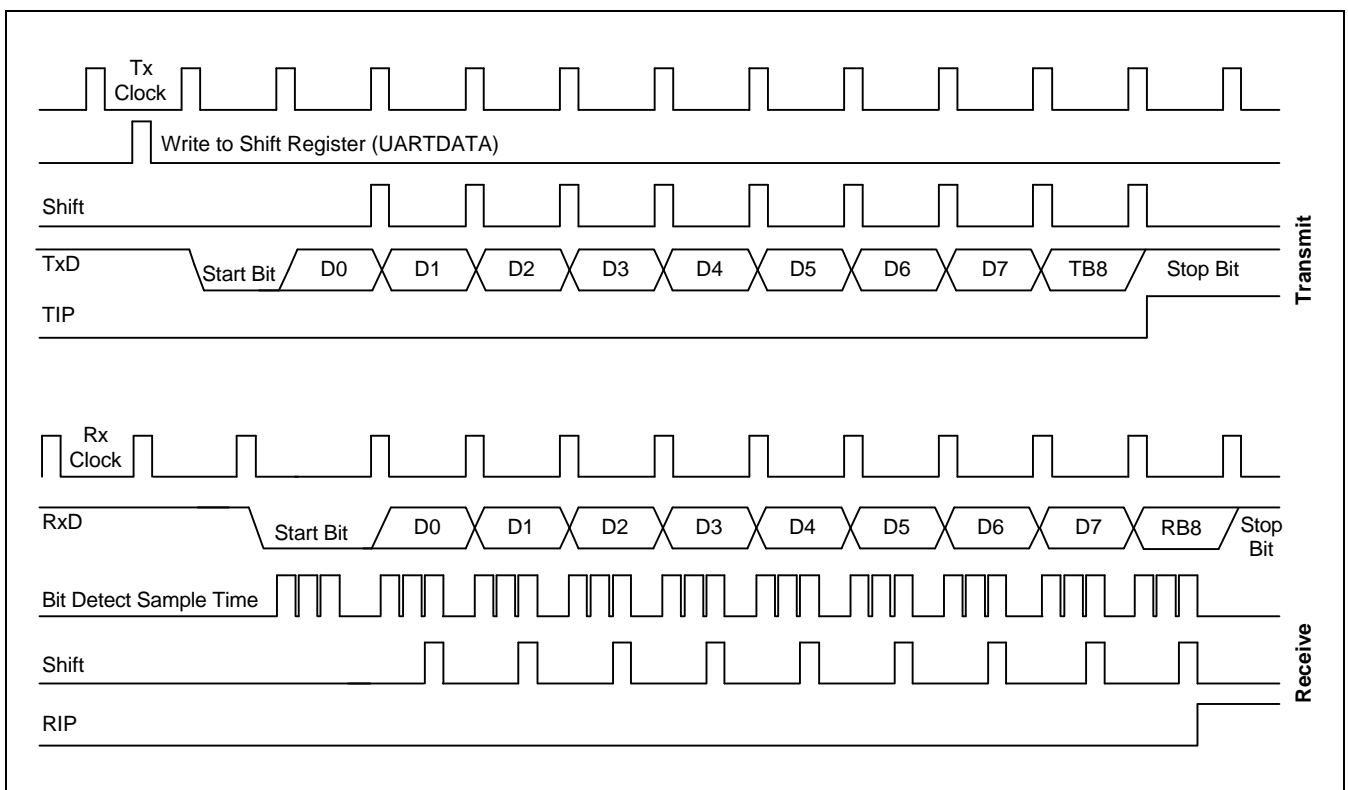 Tx
Clock
Write to Shift Register (UARTDATA)
Shift
TxD
Start Bit
D0
D1
D2
D3
D4
D5
D6
D7
TB8
Stop Bit
TIP
Transmit
Rx
Clock
RxD
Start Bit
D0
D1
D2
D3
D4
D5
D6
D7
RB8
Stop
Bit
Bit Detect Sample Time
Shift
RIP
Receive